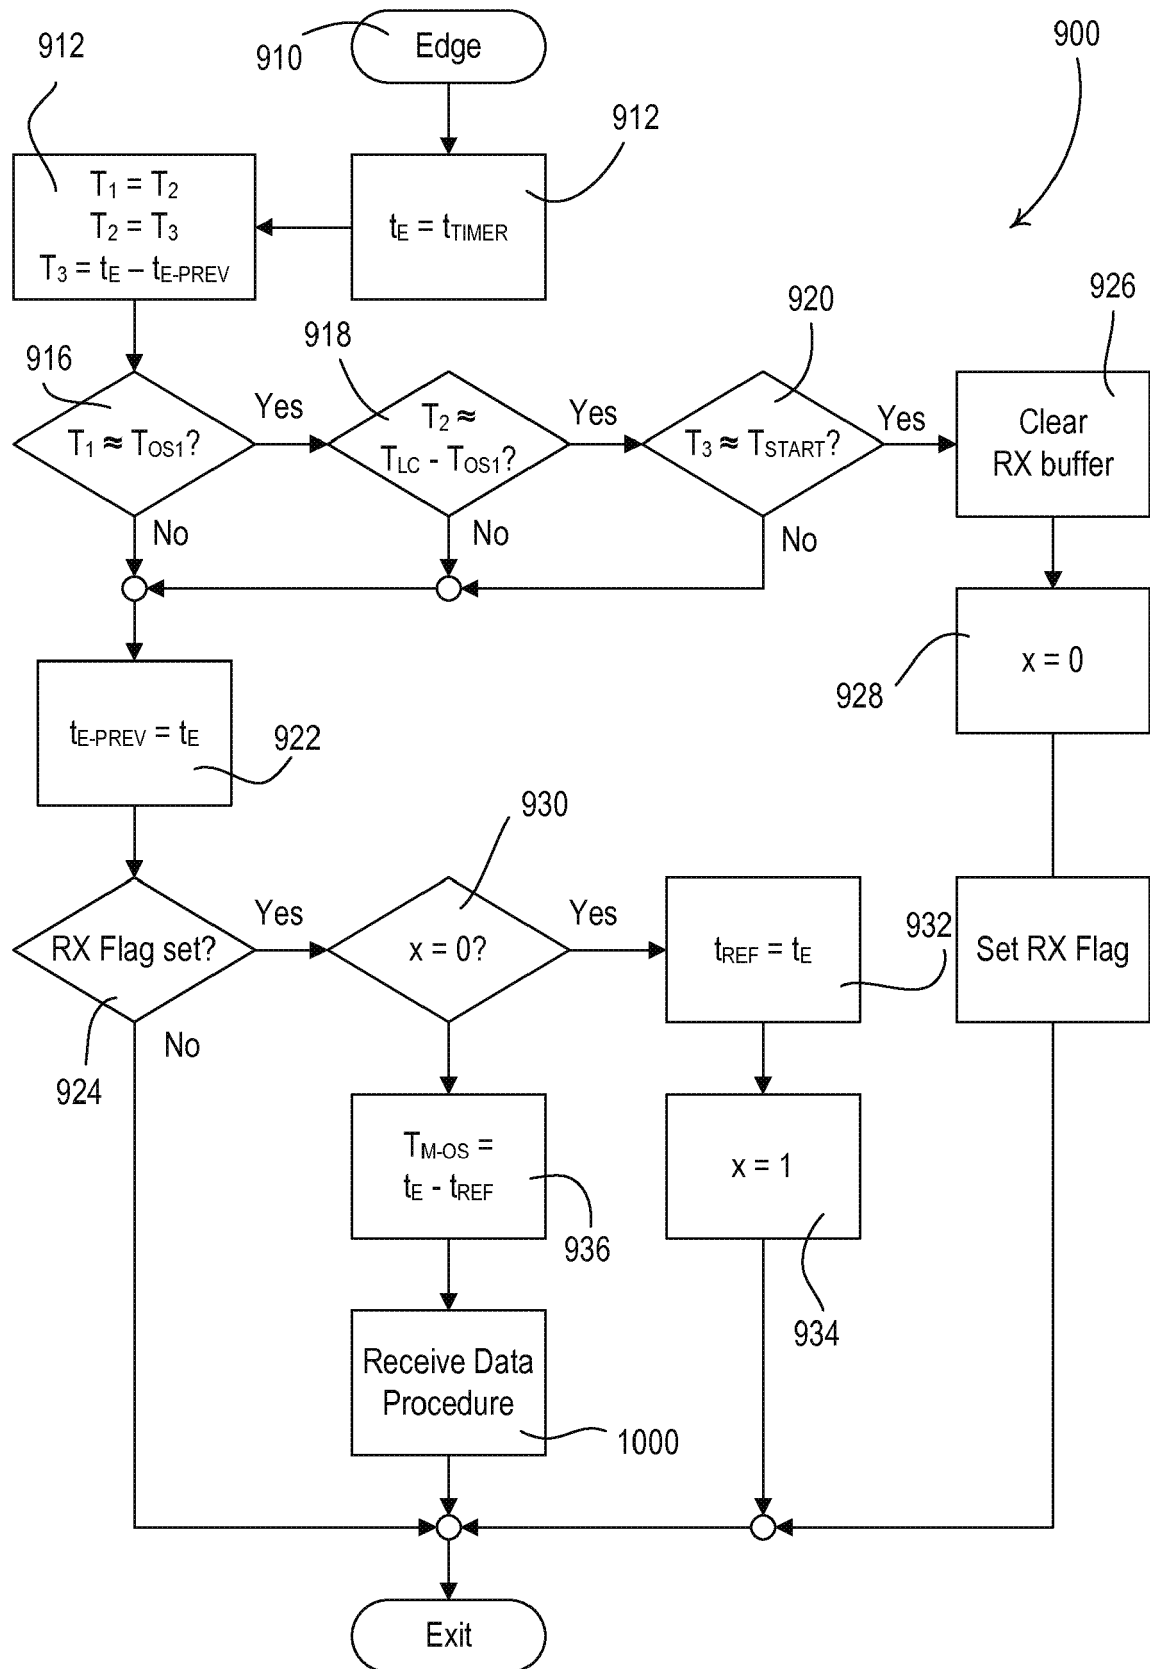 910
Edge
900
912
912
T₁ = T₂
T₂ = T₃
T₃ = tE – tE-PREV
tE = tTIMER
926
920
918
916
Yes
Yes
Yes
T₁ ≈ TOS1?
T₂ ≈
TLC - TOS1?
T₃ ≈ TSTART?
Clear
RX buffer
No
No
No
x = 0
928
tE-PREV = tE
922
930
Yes
Yes
RX Flag set?
x = 0?
tREF = tE
932
Set RX Flag
No
924
TM-OS =
tE - tREF
936
x = 1
934
Receive Data
Procedure
1000
Exit